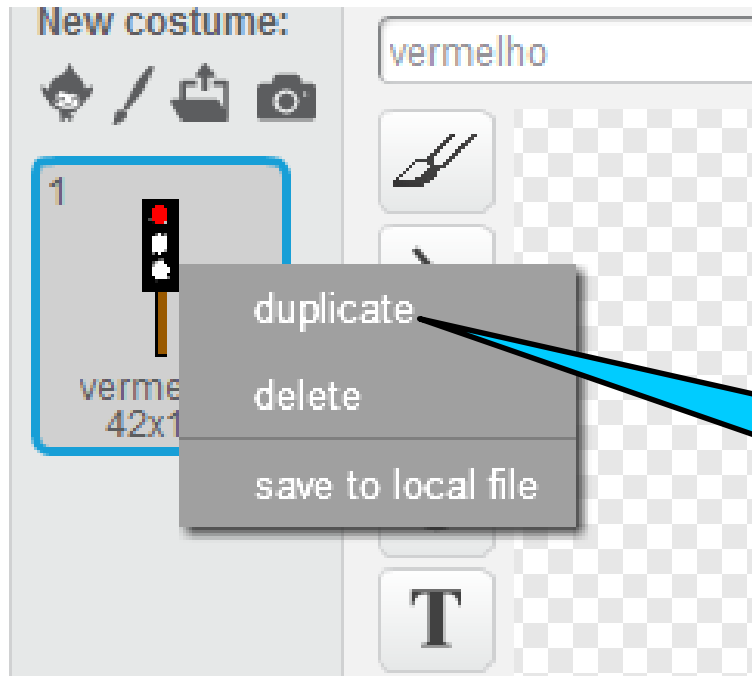 New costume:
vermelho
1
duplicate
verme
delete
42x1
save to local file
T